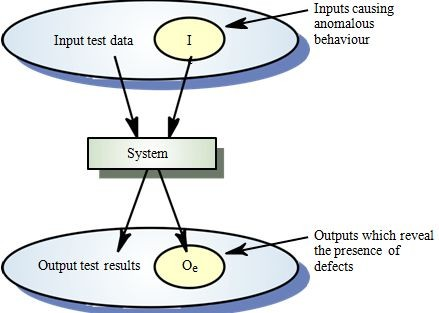 Inputs causing
anomalous
behaviour
Input test data
I
System
Outputs which reveal
the presence of
defects
Output test results
Oe